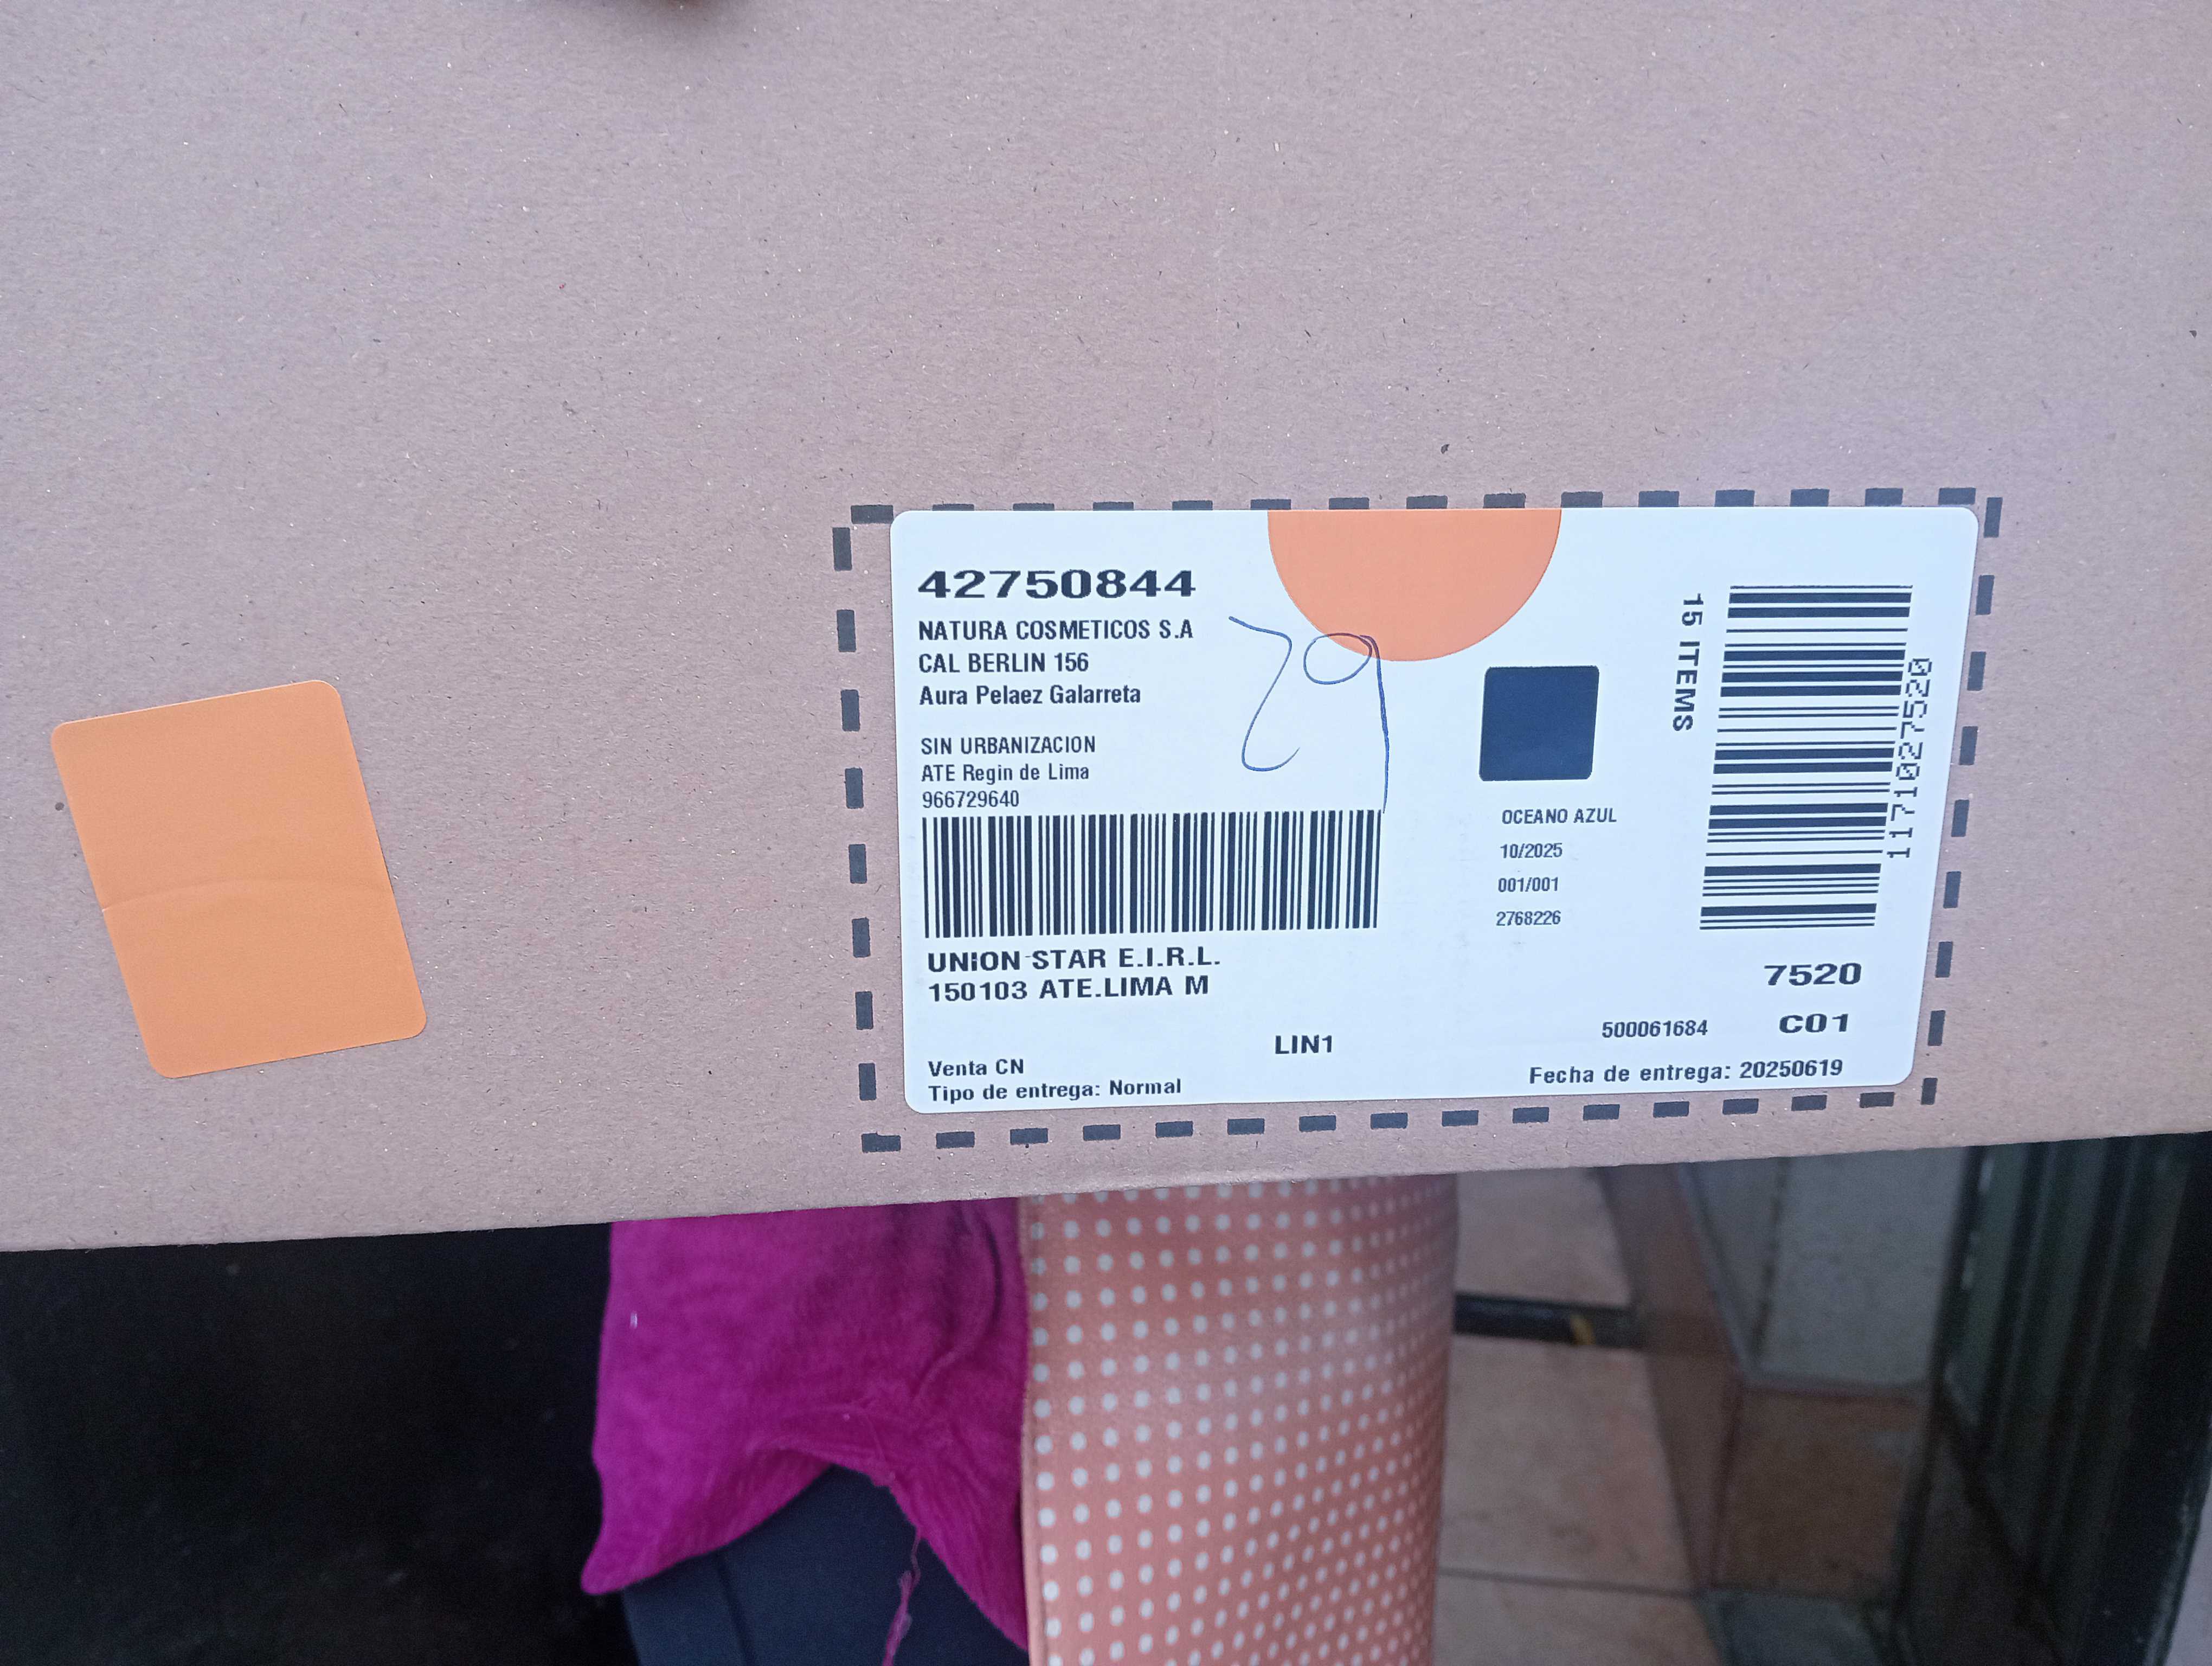 42750844
NATURA COSMETICOS S.A
CAL BERLIN 156
Aura Pelaez Galarreta
SIN URBANIZACION
ATE Regin de Lima
966729640
UNION STAR E.I.R.L.
150103 ATE.LIMA M
LIN1
Venta CN
Tipo de entrega: Normal
29
OCEANO AZUL
10/2025
001/001
2768226
15 ITEMS
1171027520
7520
500061684 C01
Fecha de entrega: 20250619